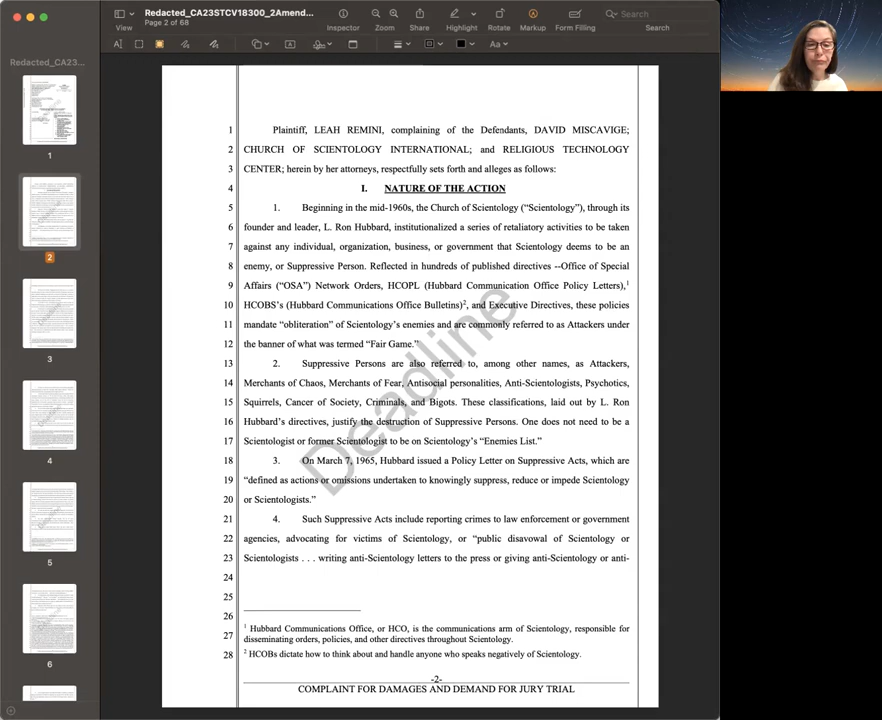 Redacted_CA23STCV18300_2Amend...
Page 2 of 68
View
Inspector
Zoom
Share
Highlight
Rotate
Markup
Form Filling
Search
Search
Aa
Redacted_CA23...
1
2
3
4
5
6
1 Plaintiff, LEAH REMINI, complaining of the Defendants, DAVID MISCAVIGE;
2 CHURCH OF SCIENTOLOGY INTERNATIONAL; and RELIGIOUS TECHNOLOGY
3 CENTER; herein by her attorneys, respectfully sets forth and alleges as follows:
4 I. NATURE OF THE ACTION
5 1. Beginning in the mid-1960s, the Church of Scientology (“Scientology”), through its
6 founder and leader, L. Ron Hubbard, institutionalized a series of retaliatory activities to be taken
7 against any individual, organization, business, or government that Scientology deems to be an
8 enemy, or Suppressive Person. Reflected in hundreds of published directives --Office of Special
9 Affairs (“OSA”) Network Orders, HCOPL (Hubbard Communication Office Policy Letters),1
10 HCOBS’s (Hubbard Communications Office Bulletins)2, and Executive Directives, these policies
11 mandate “obliteration” of Scientology’s enemies and are commonly referred to as Attackers under
12 the banner of what was termed “Fair Game.”
13 2. Suppressive Persons are also referred to, among other names, as Attackers,
14 Merchants of Chaos, Merchants of Fear, Antisocial personalities, Anti-Scientologists, Psychotics,
15 Squirrels, Cancer of Society, Criminals, and Bigots. These classifications, laid out by L. Ron
16 Hubbard’s directives, justify the destruction of Suppressive Persons. One does not need to be a
17 Scientologist or former Scientologist to be on Scientology’s “Enemies List.”
18 3. On March 7, 1965, Hubbard issued a Policy Letter on Suppressive Acts, which are
19 “defined as actions or omissions undertaken to knowingly suppress, reduce or impede Scientology
20 or Scientologists.”
21 4. Such Suppressive Acts include reporting crimes to law enforcement or government
22 agencies, advocating for victims of Scientology, or “public disavowal of Scientology or
23 Scientologists . . . writing anti-Scientology letters to the press or giving anti-Scientology or anti-
24
25
26
1 Hubbard Communications Office, or HCO, is the communications arm of Scientology, responsible for
27 disseminating orders, policies, and other directives throughout Scientology.
28 2 HCOBs dictate how to think about and handle anyone who speaks negatively of Scientology.
-2-
COMPLAINT FOR DAMAGES AND DEMAND FOR JURY TRIAL
Deadline